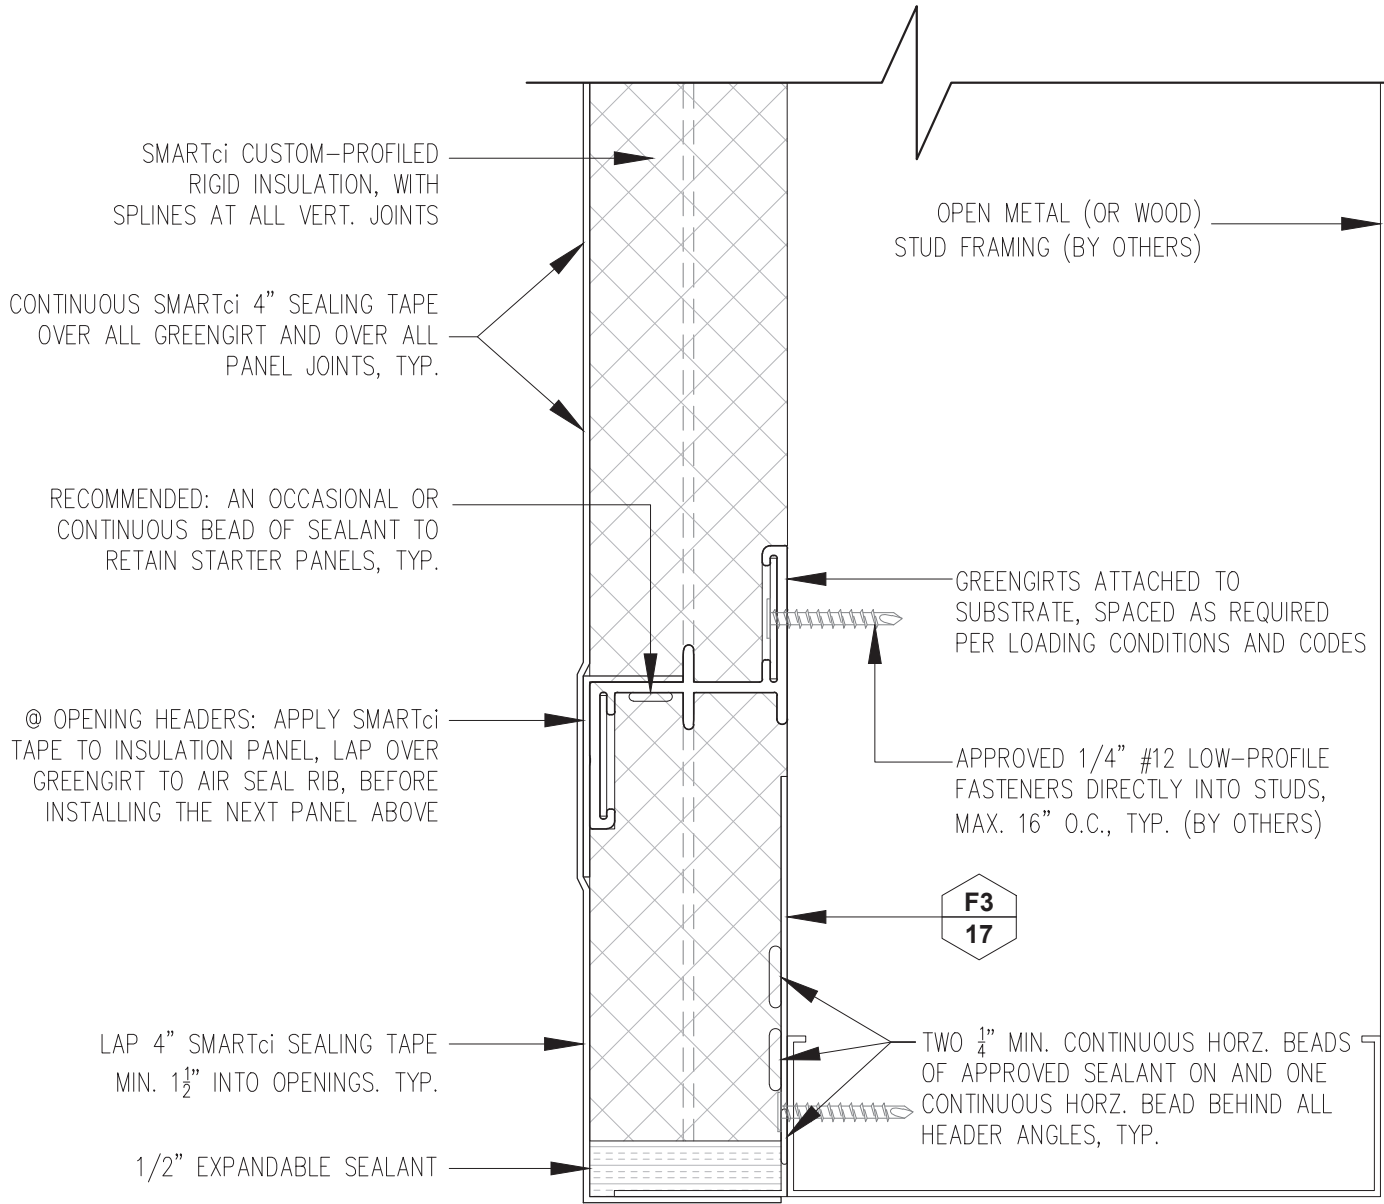 SMARTci CUSTOM-PROFILED
RIGID INSULATION, WITH
SPLINES AT ALL VERT. JOINTS
OPEN METAL (OR WOOD)
STUD FRAMING (BY OTHERS)
CONTINUOUS SMARTci 4” SEALING TAPE
OVER ALL GREENGIRT AND OVER ALL
PANEL JOINTS, TYP.
RECOMMENDED: AN OCCASIONAL OR
CONTINUOUS BEAD OF SEALANT TO
RETAIN STARTER PANELS, TYP.
GREENGIRTS ATTACHED TO
SUBSTRATE, SPACED AS REQUIRED
PER LOADING CONDITIONS AND CODES
@ OPENING HEADERS: APPLY SMARTci
TAPE TO INSULATION PANEL, LAP OVER
GREENGIRT TO AIR SEAL RIB, BEFORE
INSTALLING THE NEXT PANEL ABOVE
APPROVED 1/4” #12 LOW-PROFILE
FASTENERS DIRECTLY INTO STUDS,
MAX. 16” O.C., TYP. (BY OTHERS)
F3
17
LAP 4” SMARTci SEALING TAPE
MIN. 1 1/2” INTO OPENINGS. TYP.
TWO 1/4” MIN. CONTINUOUS HORZ. BEADS
OF APPROVED SEALANT ON AND ONE
CONTINUOUS HORZ. BEAD BEHIND ALL
HEADER ANGLES, TYP.
1/2” EXPANDABLE SEALANT